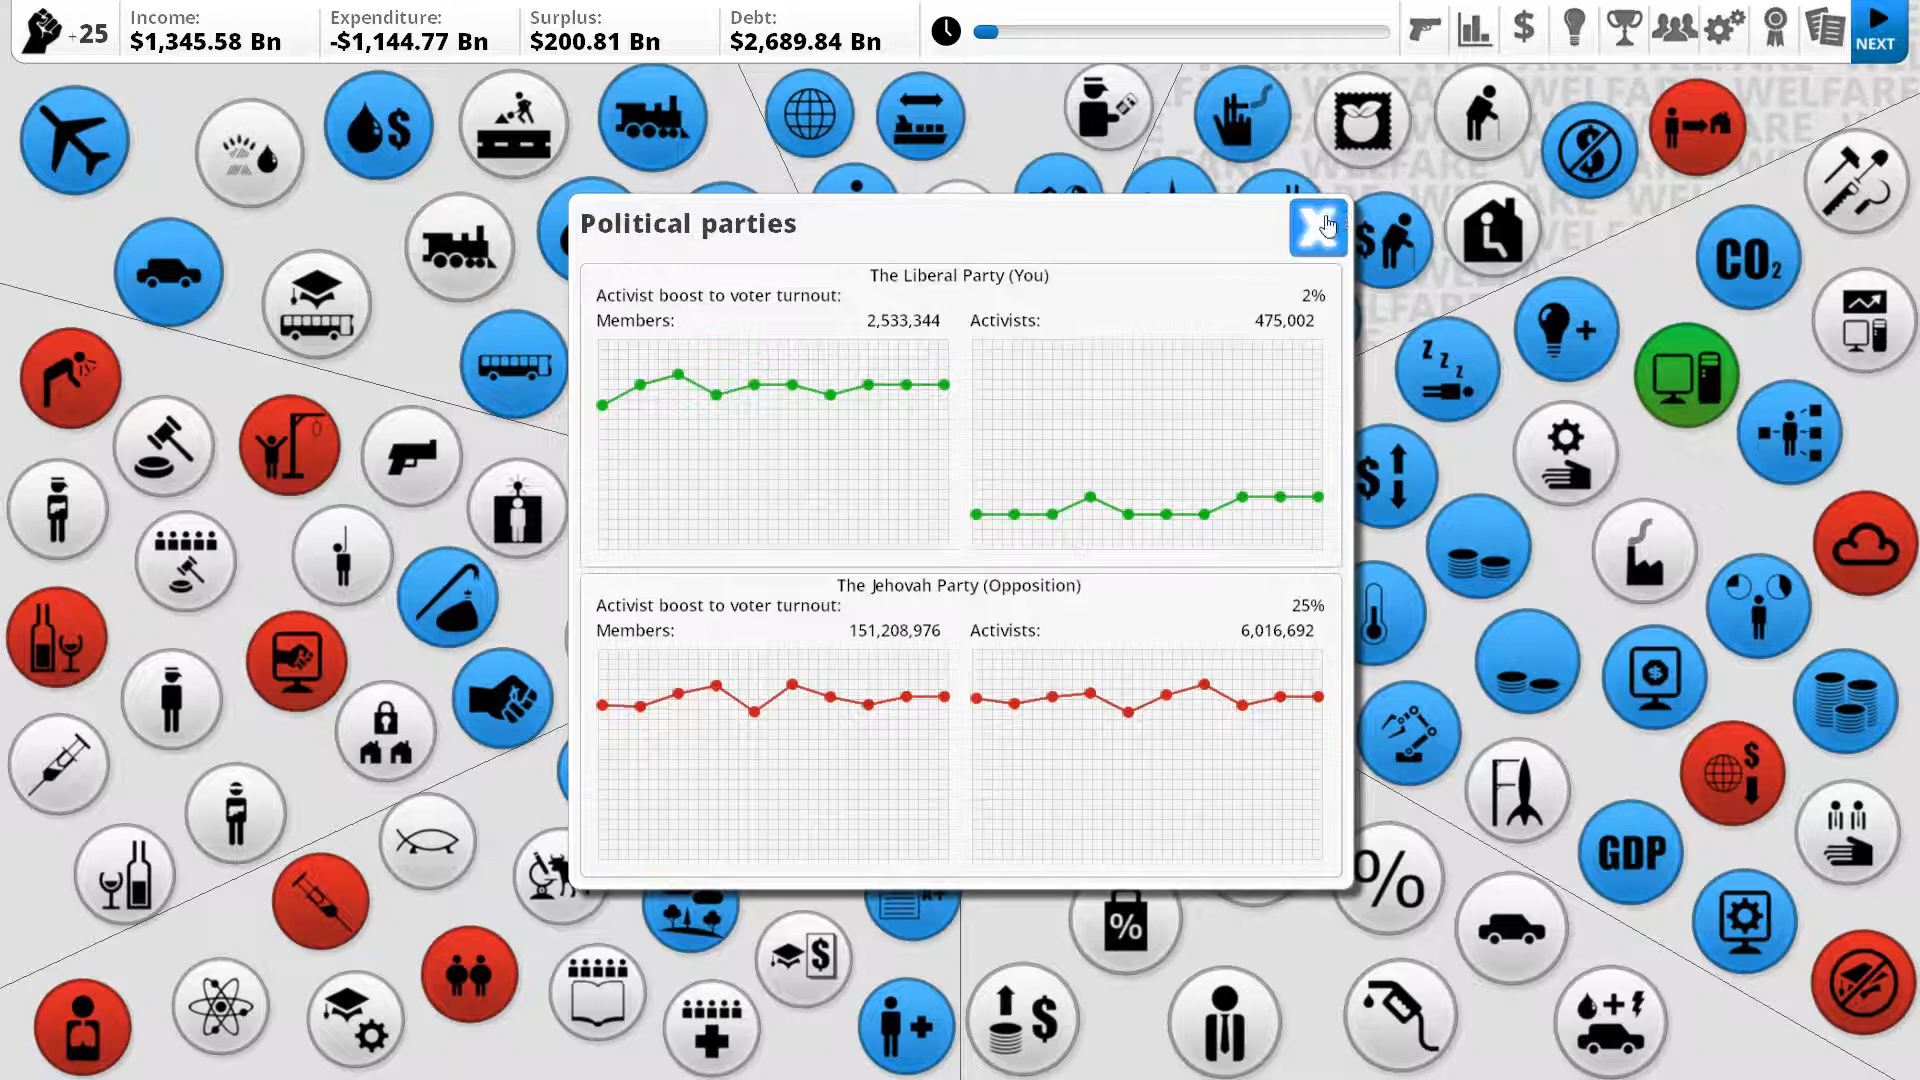 +25
Income:
$1,345.58 Bn
Expenditure:
-$1,144.77 Bn
Surplus:
$200.81 Bn
Debt:
$2,689.84 Bn
NEXT
WELFARE WELFARE WELFARE
Political parties
X
The Liberal Party (You)
Activist boost to voter turnout: 2%
Members: 2,533,344 Activists: 475,002
The Jehovah Party (Opposition)
Activist boost to voter turnout: 25%
Members: 151,208,976 Activists: 6,016,692
CO2
Z Z Z
GDP
%
%